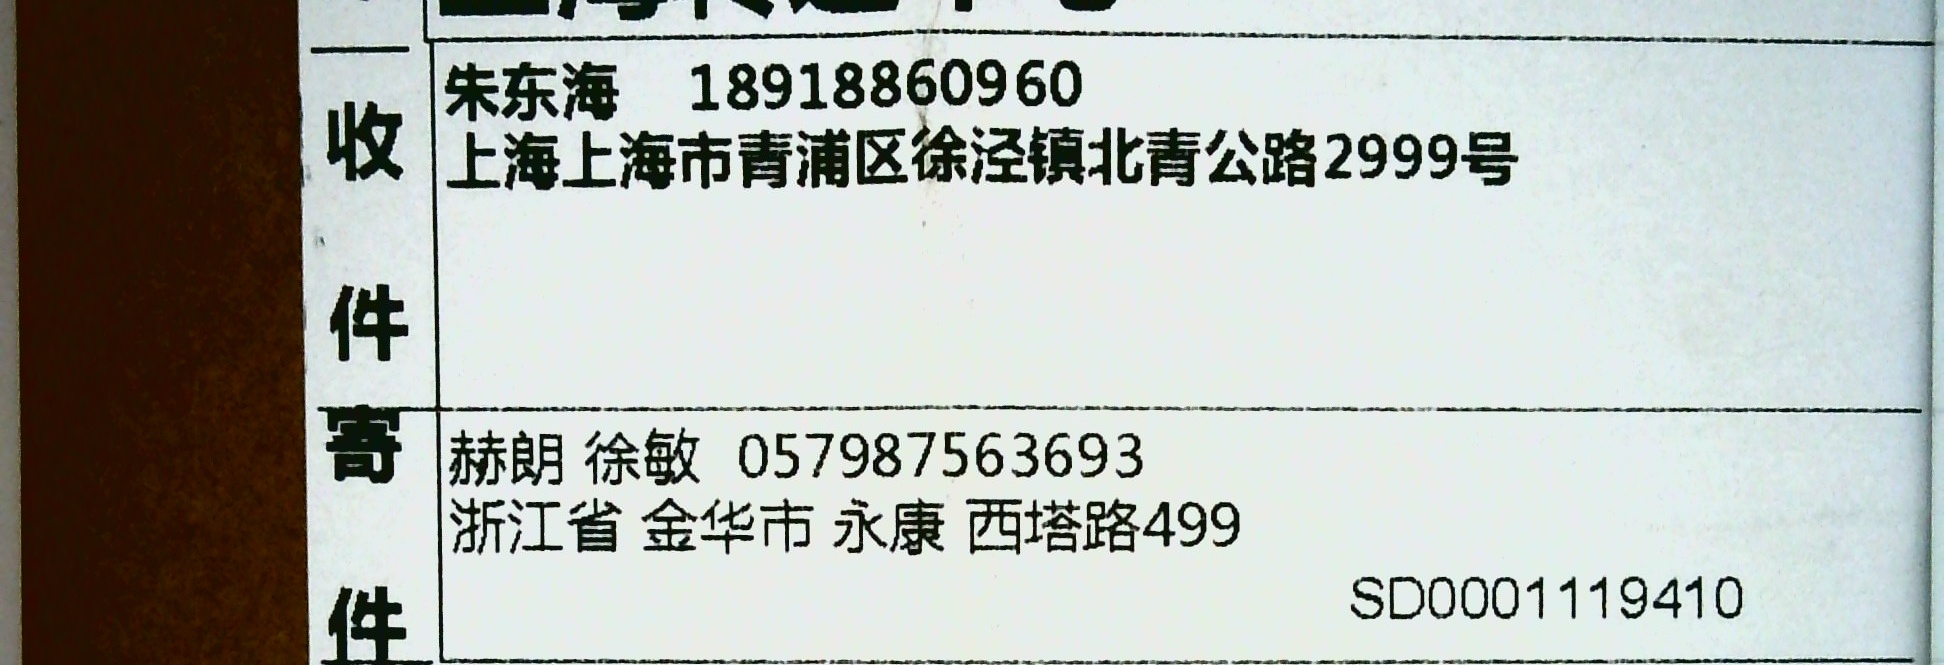 收件
朱东海 18918860960
上海上海市青浦区徐泾镇北青公路2999号
寄件
赫朗 徐敏 057987563693
浙江省 金华市 永康 西塔路499
SD0001119410